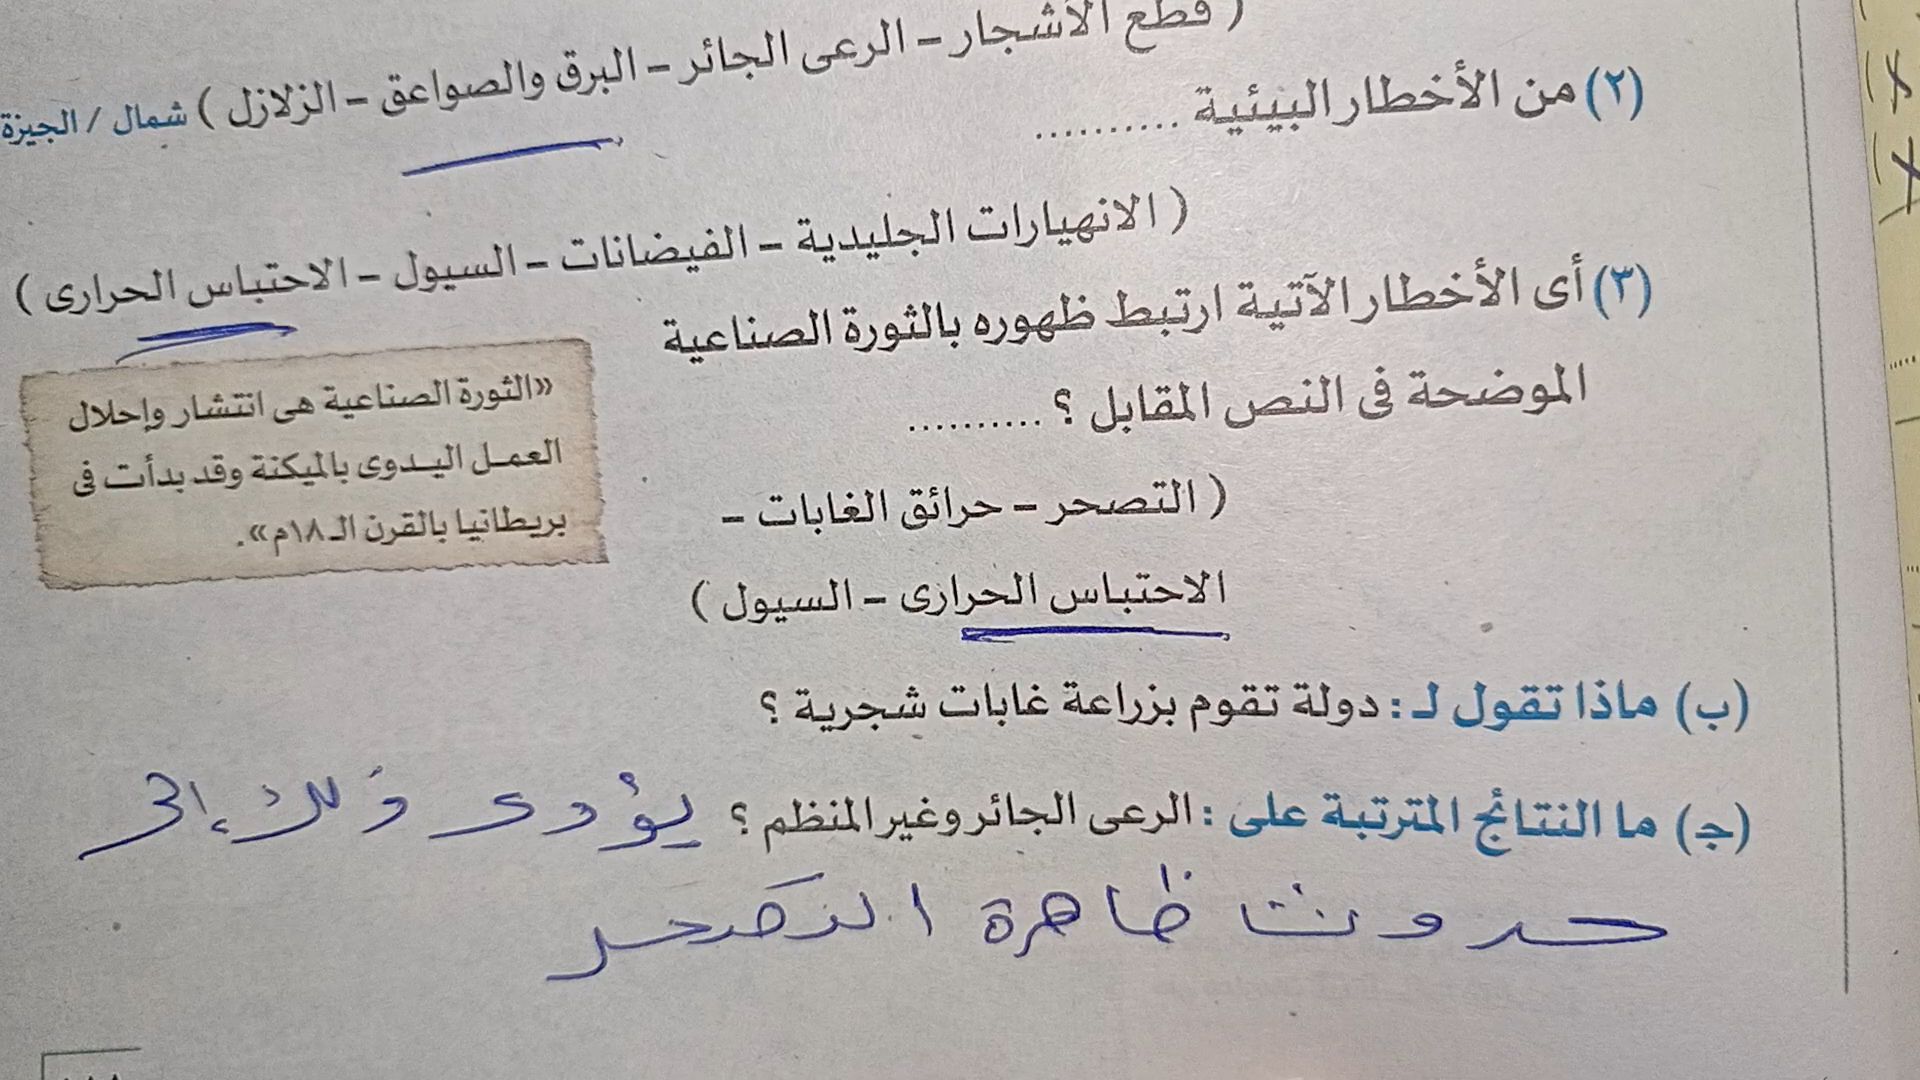 ( قطع الأشجار – الرعى الجائر – البرق والصواعق – الزلازل ) شمال / الجيزة
(٢) من الأخطار البيئية ..........
( الانهيارات الجليدية – الفيضانات – السيول – الاحتباس الحرارى )
(٣) أى الأخطار الآتية ارتبط ظهوره بالثورة الصناعية
الموضحة فى النص المقابل ؟ ..........
( التصحر – حرائق الغابات –
الاحتباس الحرارى – السيول )
«الثورة الصناعية هى انتشار وإحلال
العمل اليدوى بالميكنة وقد بدأت فى
بريطانيا بالقرن الـ ١٨م».
(ب) ماذا تقول لـ : دولة تقوم بزراعة غابات شجرية ؟
(ج) ما النتائج المترتبة على : الرعى الجائر وغير المنظم ؟ يؤدى ذلك إلى
حدوث ظاهرة التصحر